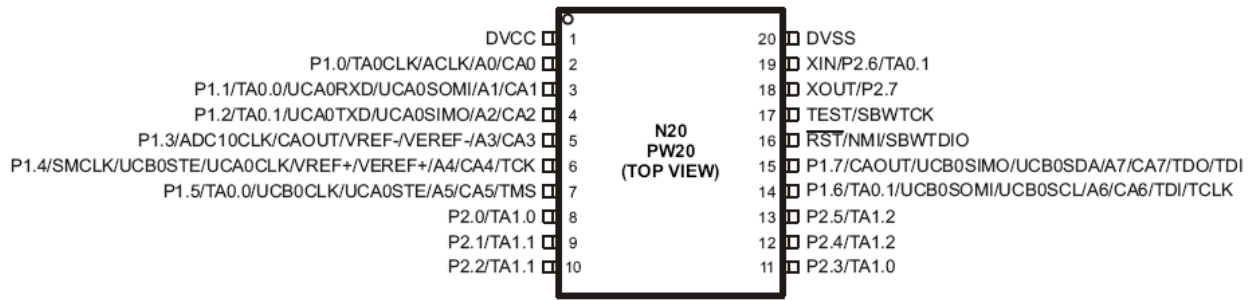 DVCC 1 20 DVSS
P1.0/TA0CLK/ACLK/A0/CA0 2 19 XIN/P2.6/TA0.1
P1.1/TA0.0/UCA0RXD/UCA0SOMI/A1/CA1 3 18 XOUT/P2.7
P1.2/TA0.1/UCA0TXD/UCA0SIMO/A2/CA2 4 17 TEST/SBWTCK
P1.3/ADC10CLK/CAOUT/VREF-/VEREF-/A3/CA3 5 N20 16 RST/NMI/SBWTDIO
PW20
P1.4/SMCLK/UCB0STE/UCA0CLK/VREF+/VEREF+/A4/CA4/TCK 6 (TOP VIEW) 15 P1.7/CAOUT/UCB0SIMO/UCB0SDA/A7/CA7/TDO/TDI
P1.5/TA0.0/UCB0CLK/UCA0STE/A5/CA5/TMS 7 14 P1.6/TA0.1/UCB0SOMI/UCB0SCL/A6/CA6/TDI/TCLK
P2.0/TA1.0 8 13 P2.5/TA1.2
P2.1/TA1.1 9 12 P2.4/TA1.2
P2.2/TA1.1 10 11 P2.3/TA1.0